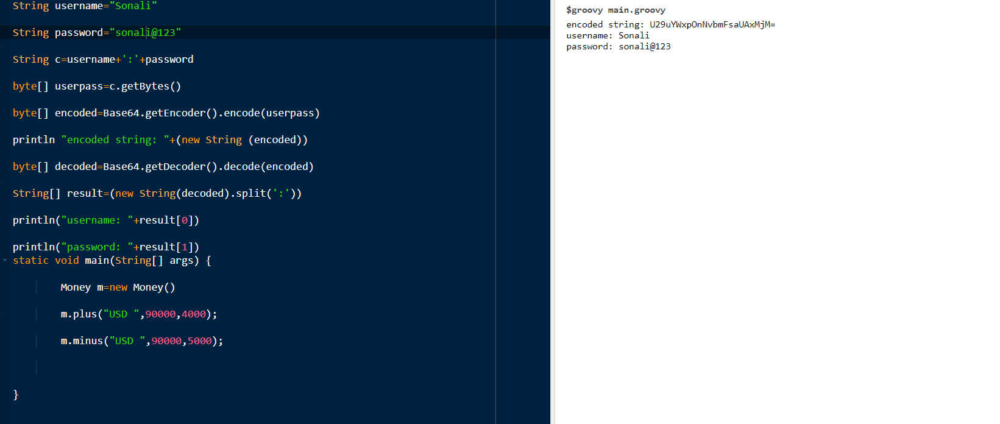 String username="Sonali"
String password="sonali@123"
String c=username+':'+password
byte[] userpass=c.getBytes()
byte[] encoded=Base64.getEncoder().encode(userpass)
println "encoded string: "+(new String (encoded))
byte[] decoded=Base64.getDecoder().decode(encoded)
String[] result=(new String(decoded).split(':'))
println("username: "+result[0])
println("password: "+result[1])
static void main(String[] args) {
Money m=new Money()
m.plus("USD ",90000,4000);
m.minus("USD ",90000,5000);
}
$groovy main.groovy
encoded string: U29uYWxpOnNvbmFsaUAxMjM=
username: Sonali
password: sonali@123